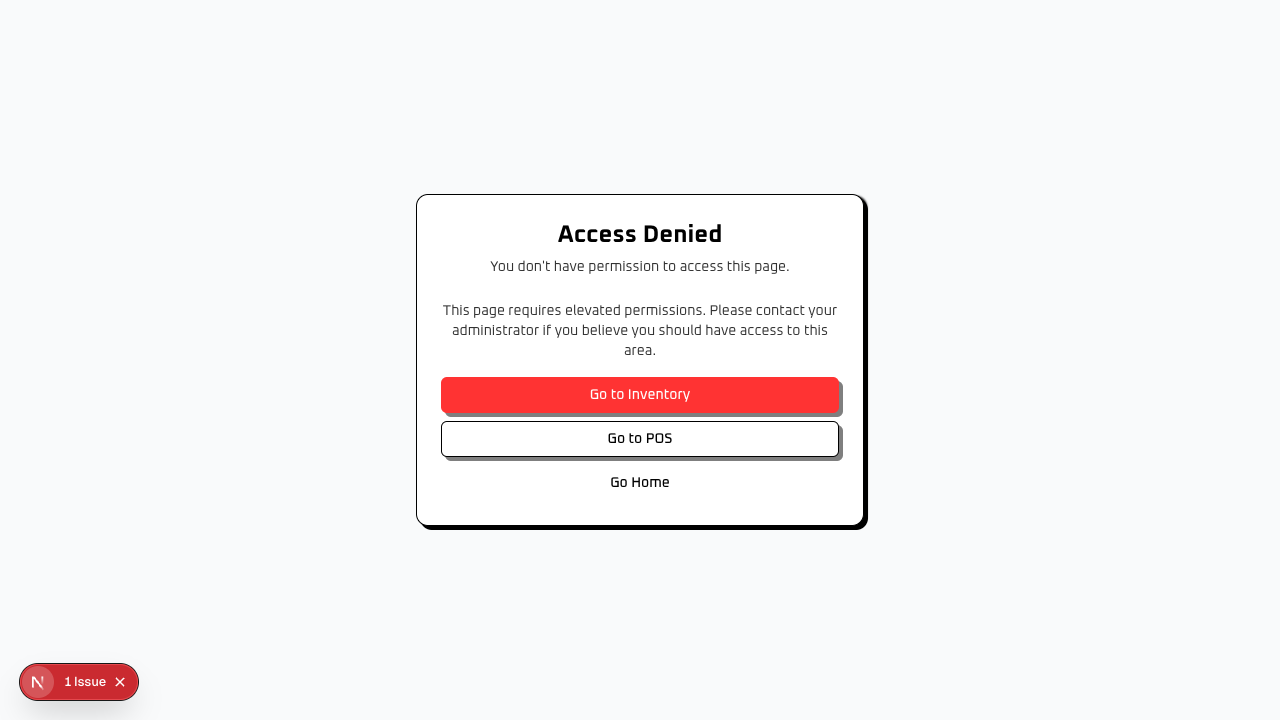 Access Denied
You don't have permission to access this page.
This page requires elevated permissions. Please contact your
administrator if you believe you should have access to this
area.
Go to Inventory
Go to POS
Go Home
N 1 Issue